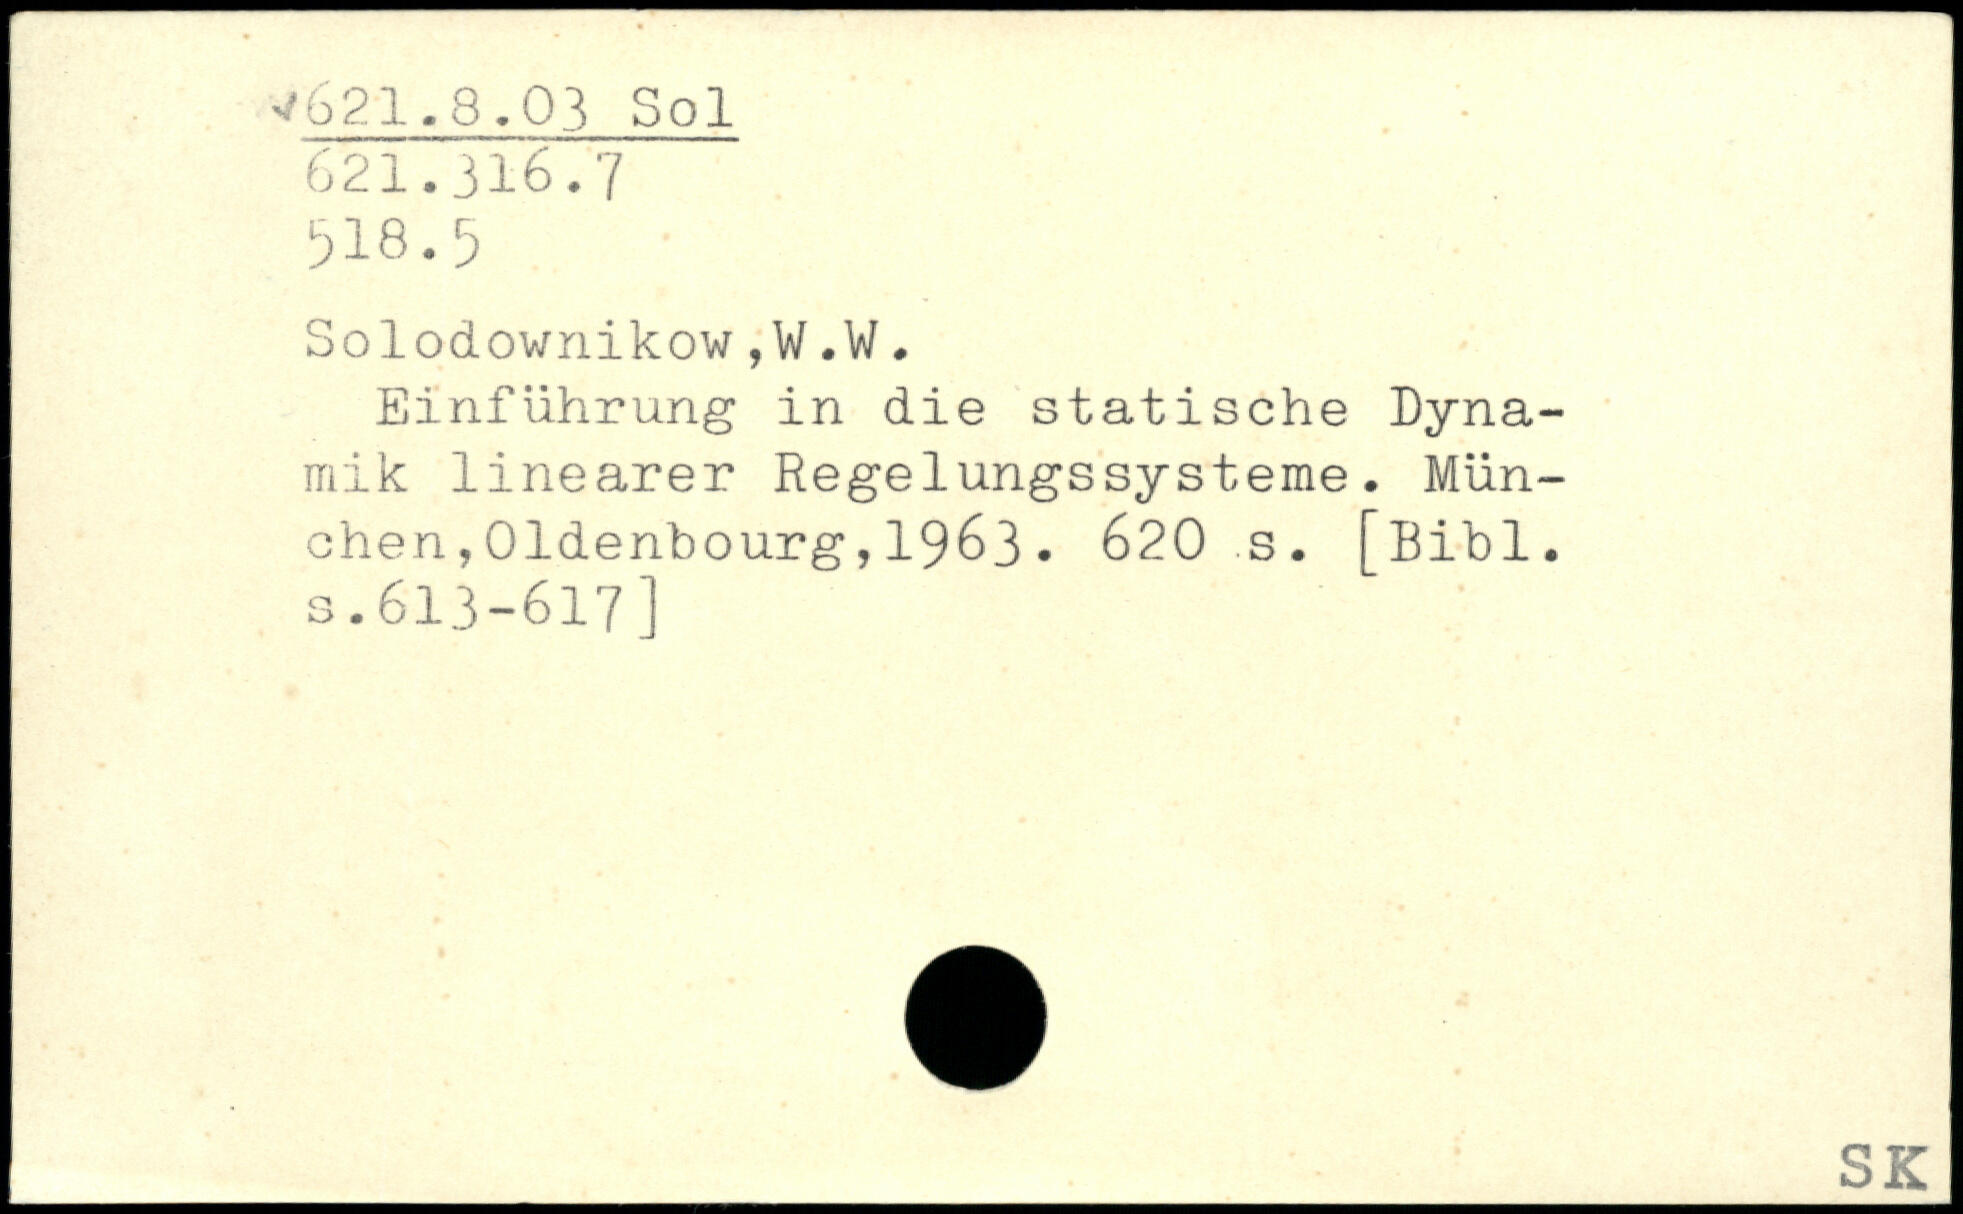 621.8.03 Sol
621.316.7
518.5
Solodownikow,W.W.
Einführung in die statische Dyna-
mik linearer Regelungssysteme. Mün-
chen,Oldenbourg,1963. 620 s. [Bibl.
s.613-617]
SK